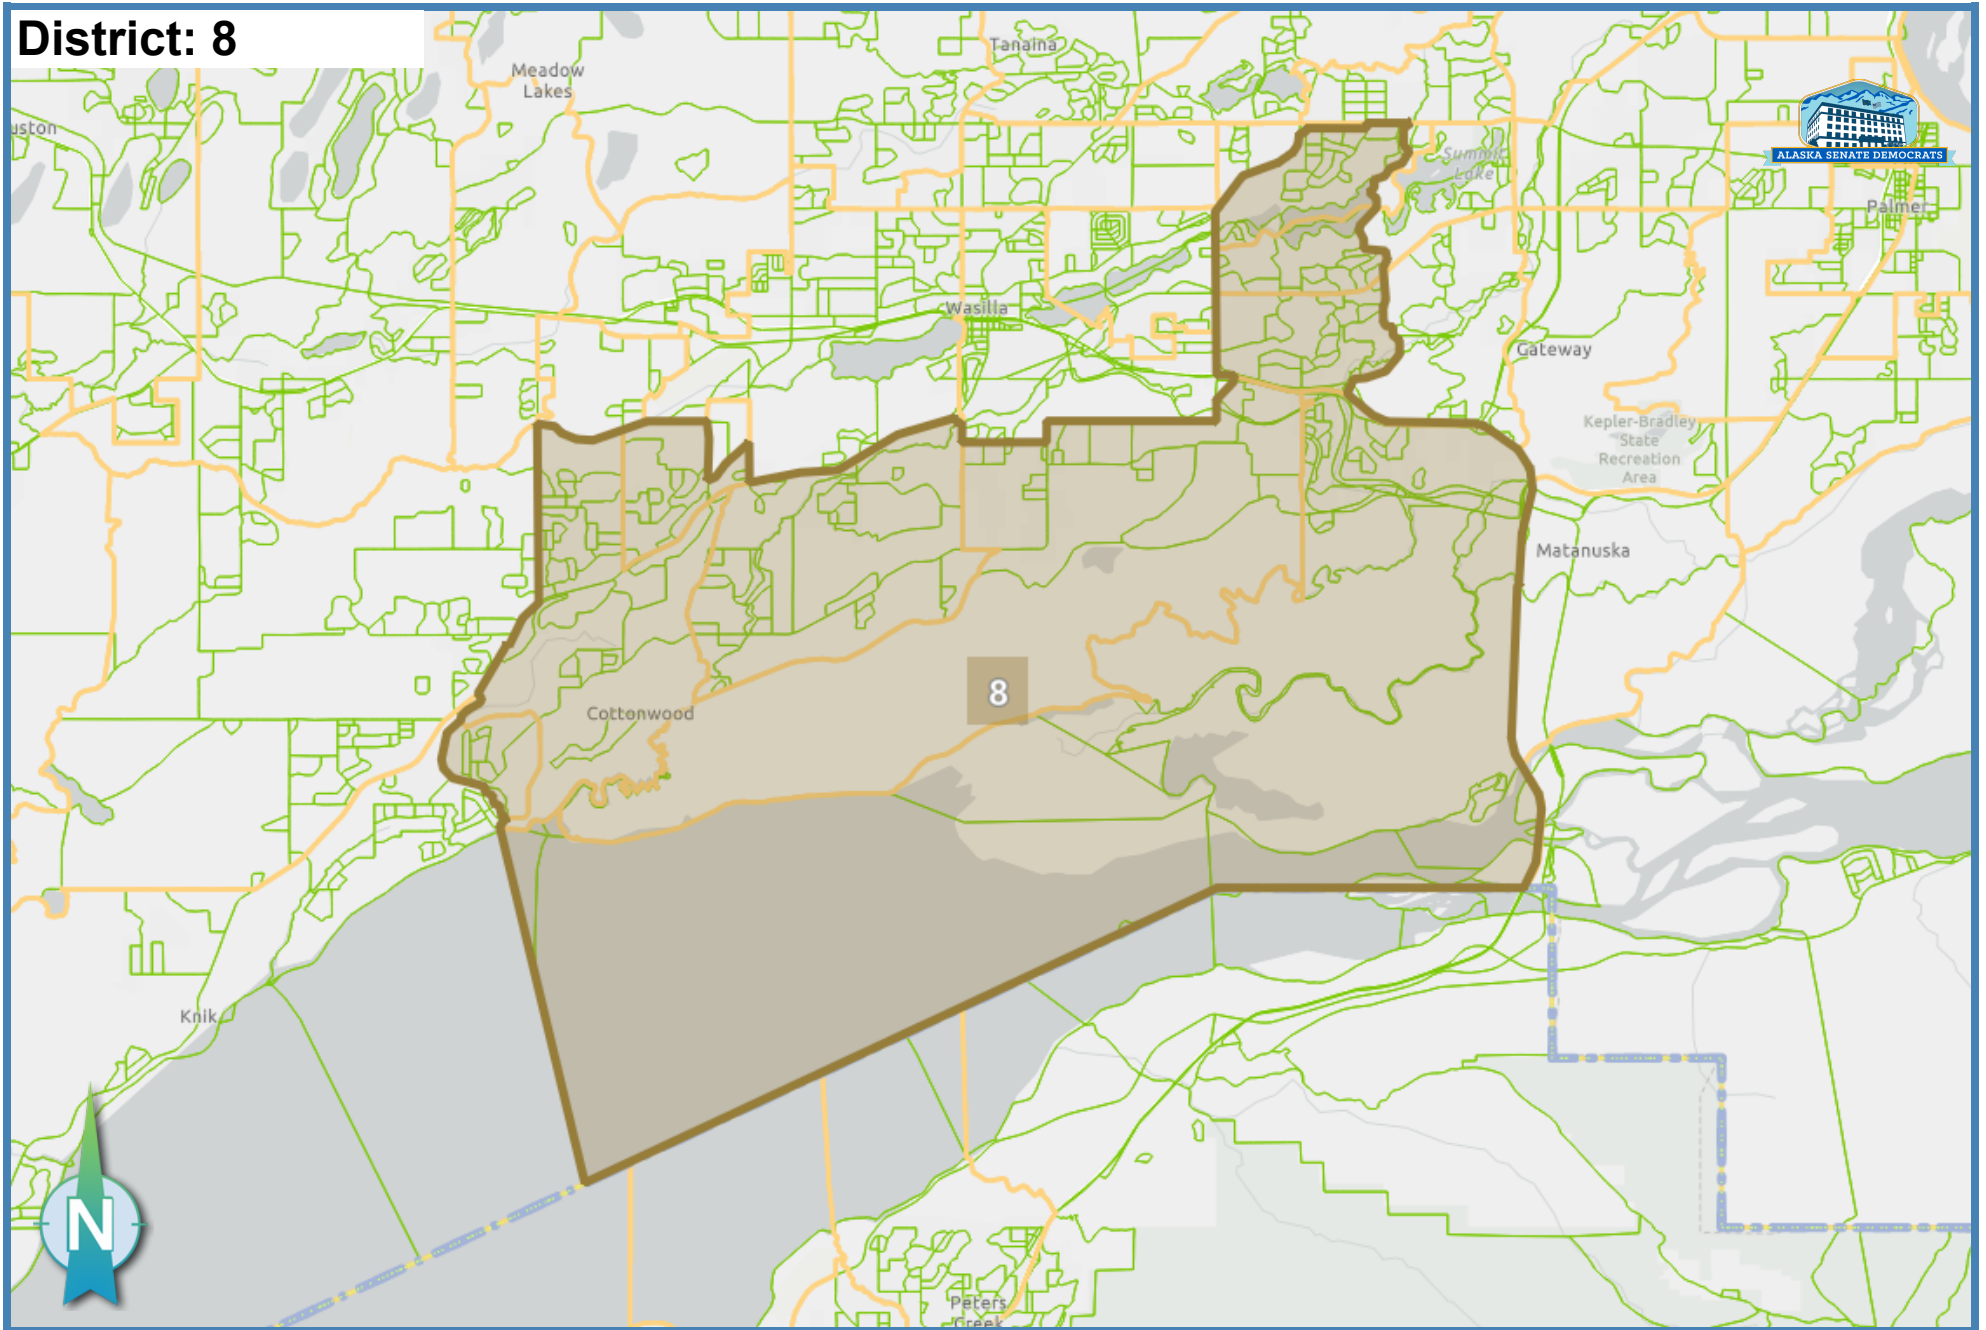 District: 8
Tanaina
Meadow
Lakes
uston
ALASKA SENATE DEMOCRATS
Summit
Lake
Palmer
Wasilla
Gateway
Kepler-Bradley
State
Recreation
Area
Matanuska
8
Cottonwood
Knik
N
Peters
Creek